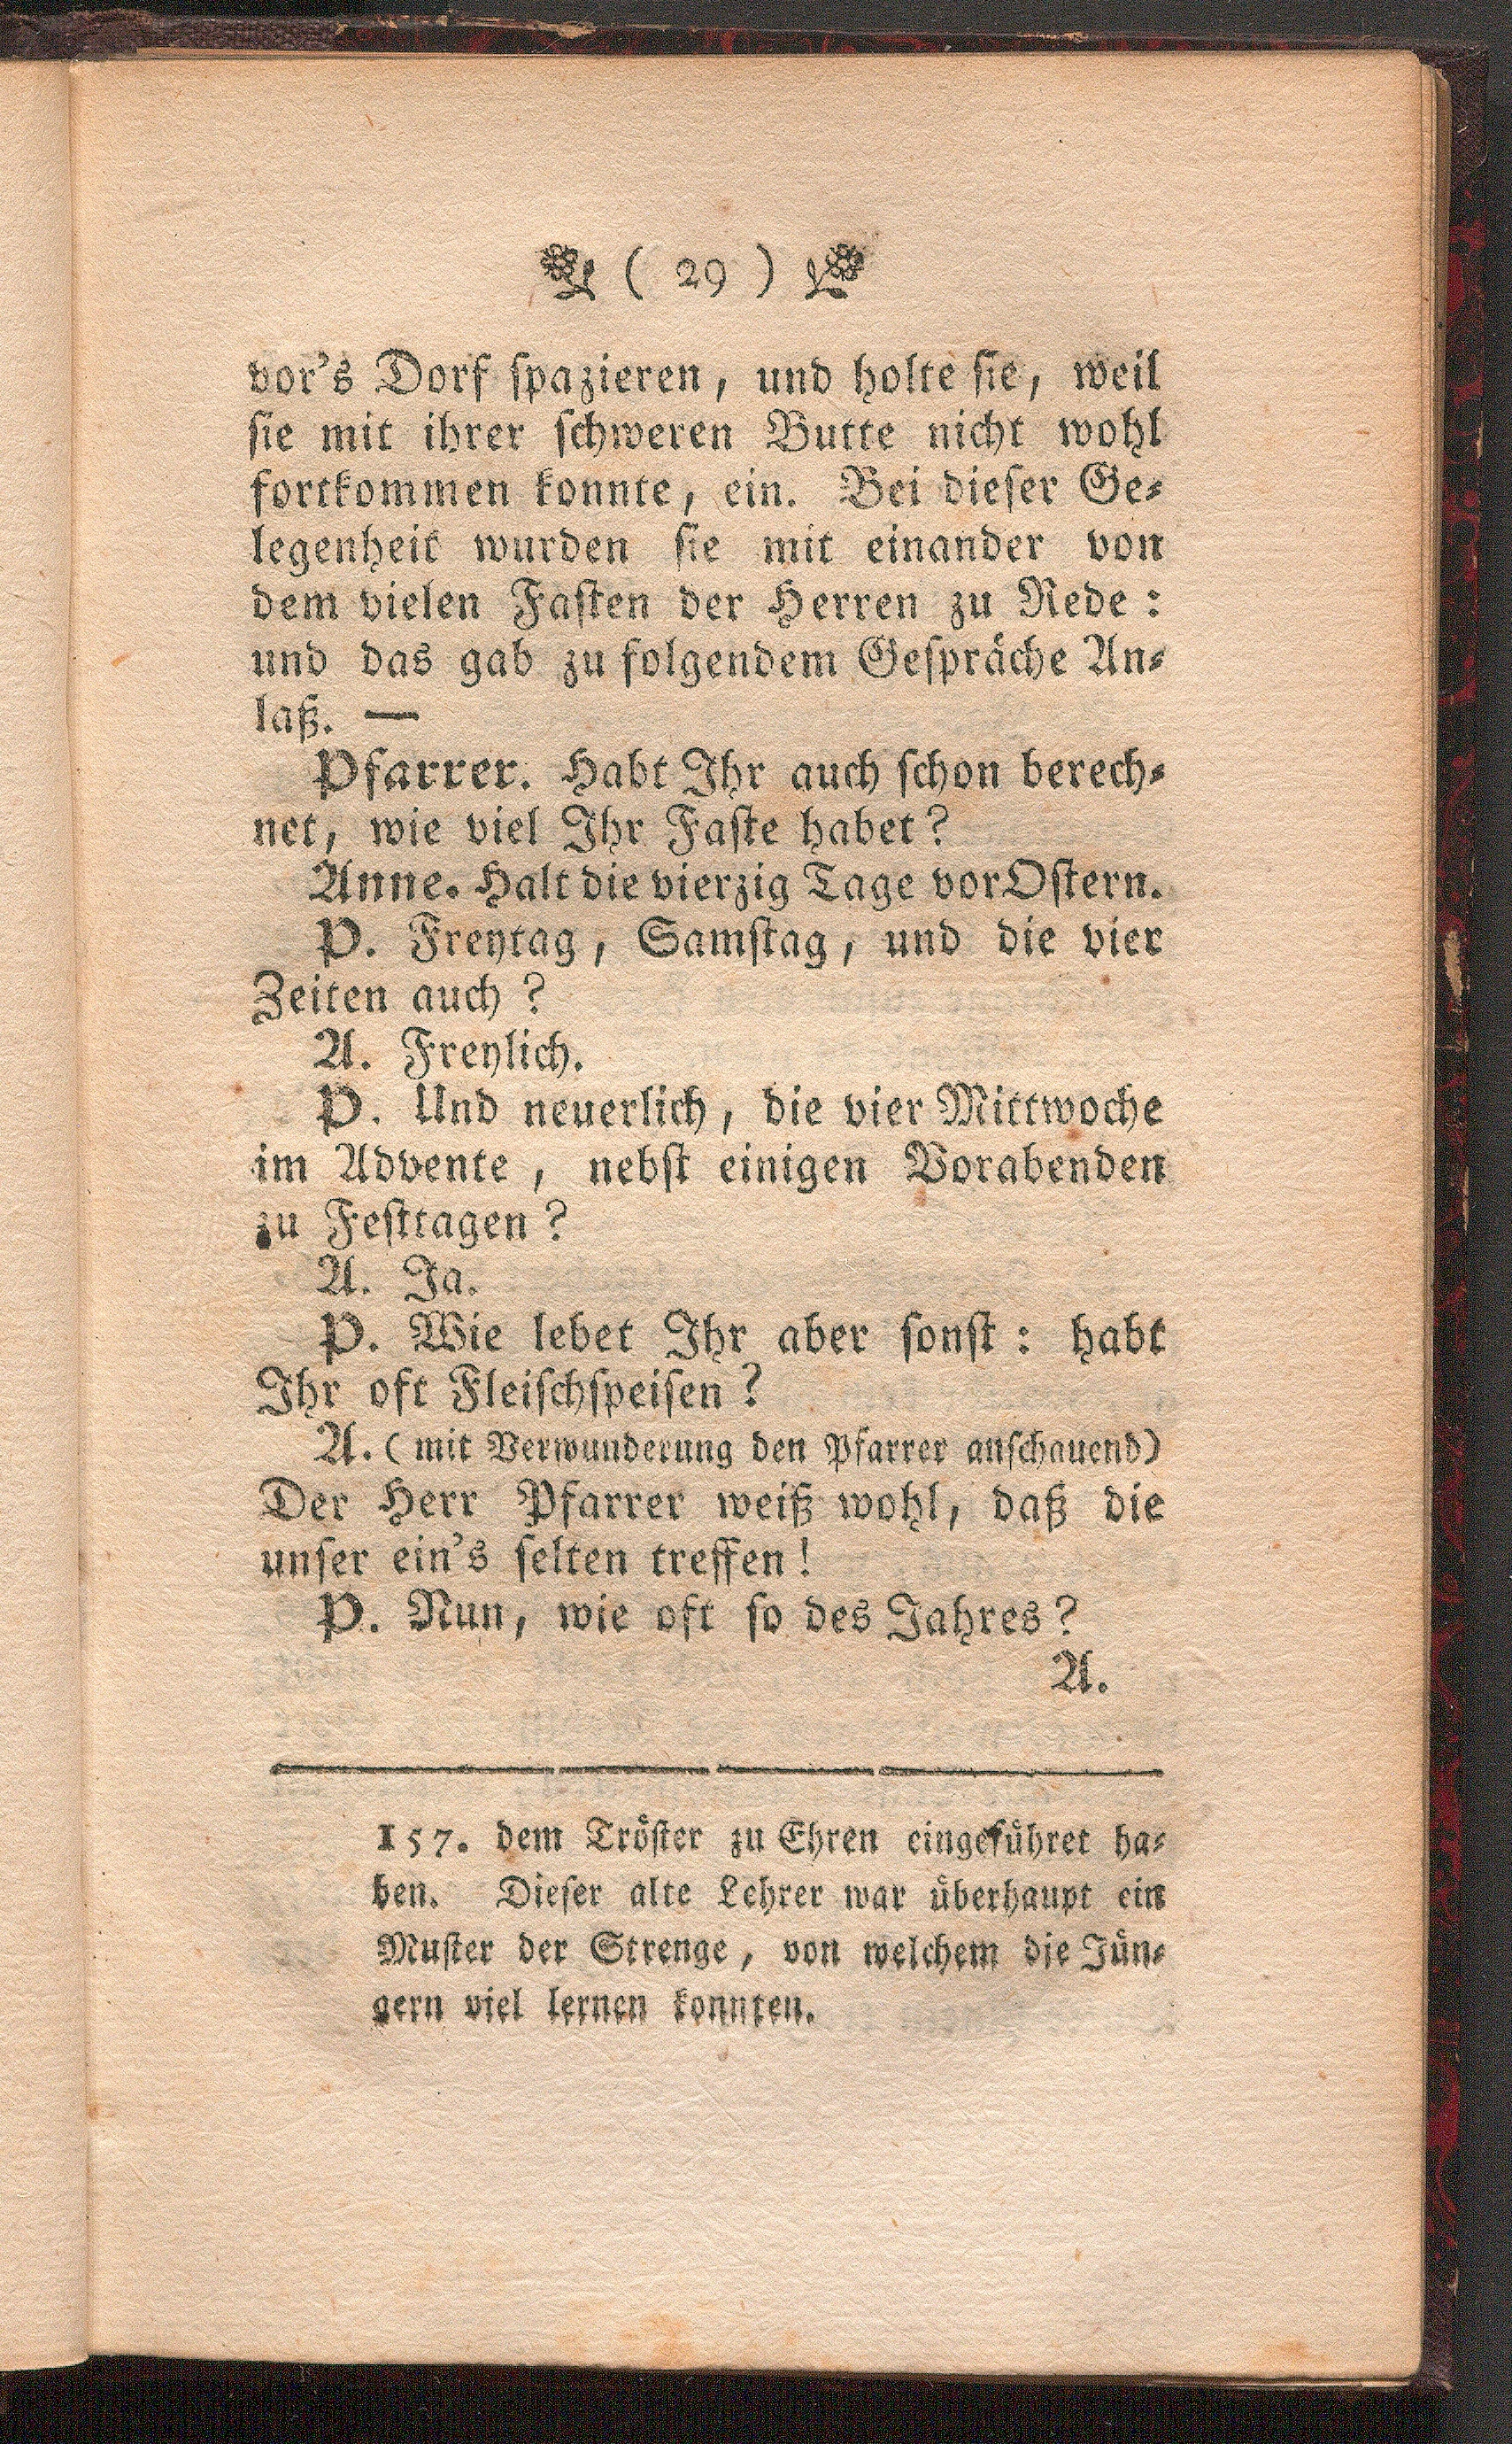 ( 29 )
vor's Dorf spazieren, und holte sie, weil
sie mit ihrer schweren Butte nicht wohl
fortkommen konnte, ein. Bei dieser Ge-
legenheit wurden sie mit einander von
dem vielen Fasten der Herren zu Rede:
und das gab zu folgendem Gespräche An-
laß. —
Pfarrer. Habt Ihr auch schon berech-
net, wie viel Ihr Faste habet?
Anne. Halt die vierzig Tage vor Ostern.
P. Freytag, Samstag, und die vier
Zeiten auch?
A. Freylich.
P. Und neuerlich, die vier Mittwoche
im Advente, nebst einigen Vorabenden
zu Festtagen?
A. Ja.
P. Wie lebet Ihr aber sonst: habt
Ihr oft Fleischspeisen?
A. (mit Verwunderung den Pfarrer anschauend)
Der Herr Pfarrer weiß wohl, daß die
unser ein's selten treffen!
P. Nun, wie oft so des Jahres?
A.
157. dem Tröster zu Ehren eingeführet ha-
ben. Dieser alte Lehrer war überhaupt ein
Muster der Strenge, von welchem die Jün-
gern viel lernen konnten.